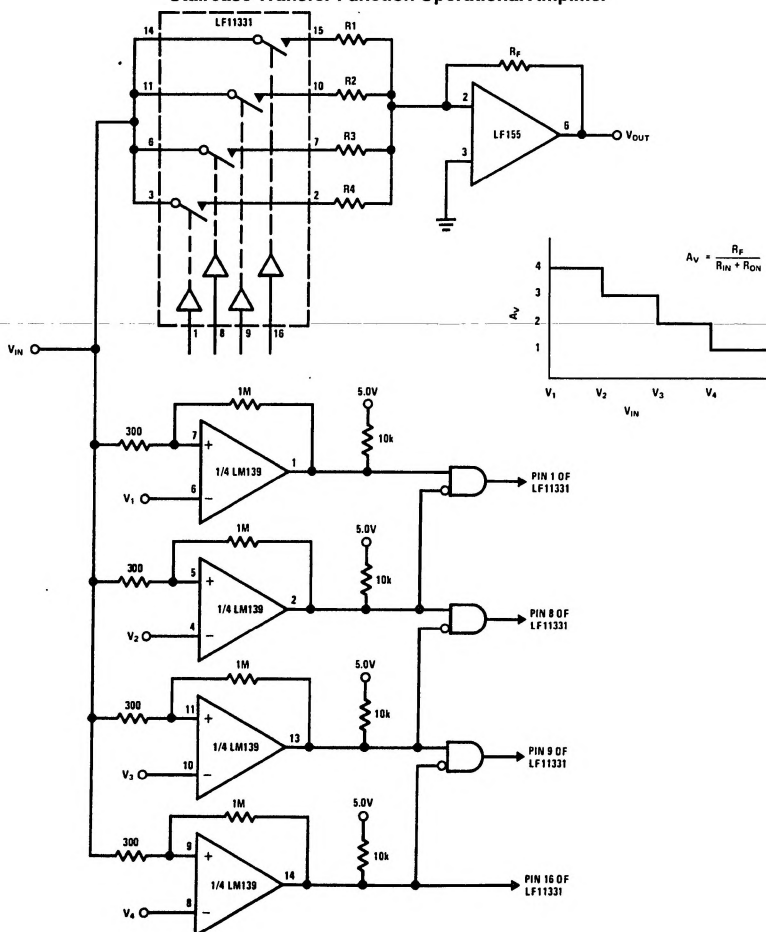 Staircase Transfer Function Operational Amplifier
LF11331
14
15
R1
11
10
R2
6
7
R3
3
2
R4
1
8
9
16
RF
2
3
6
LF155
VOUT
AV = RF / RIN + RON
AV
4
3
2
1
V1
V2
V3
V4
VIN
VIN
1M
300
7
+
6
−
1/4 LM139
1
V1
5.0V
10k
PIN 1 OF
LF11331
1M
300
5
+
4
−
1/4 LM139
2
V2
5.0V
10k
PIN 8 OF
LF11331
1M
300
11
+
10
−
1/4 LM139
13
V3
5.0V
10k
PIN 9 OF
LF11331
1M
300
9
+
8
−
1/4 LM139
14
V4
5.0V
10k
PIN 16 OF
LF11331